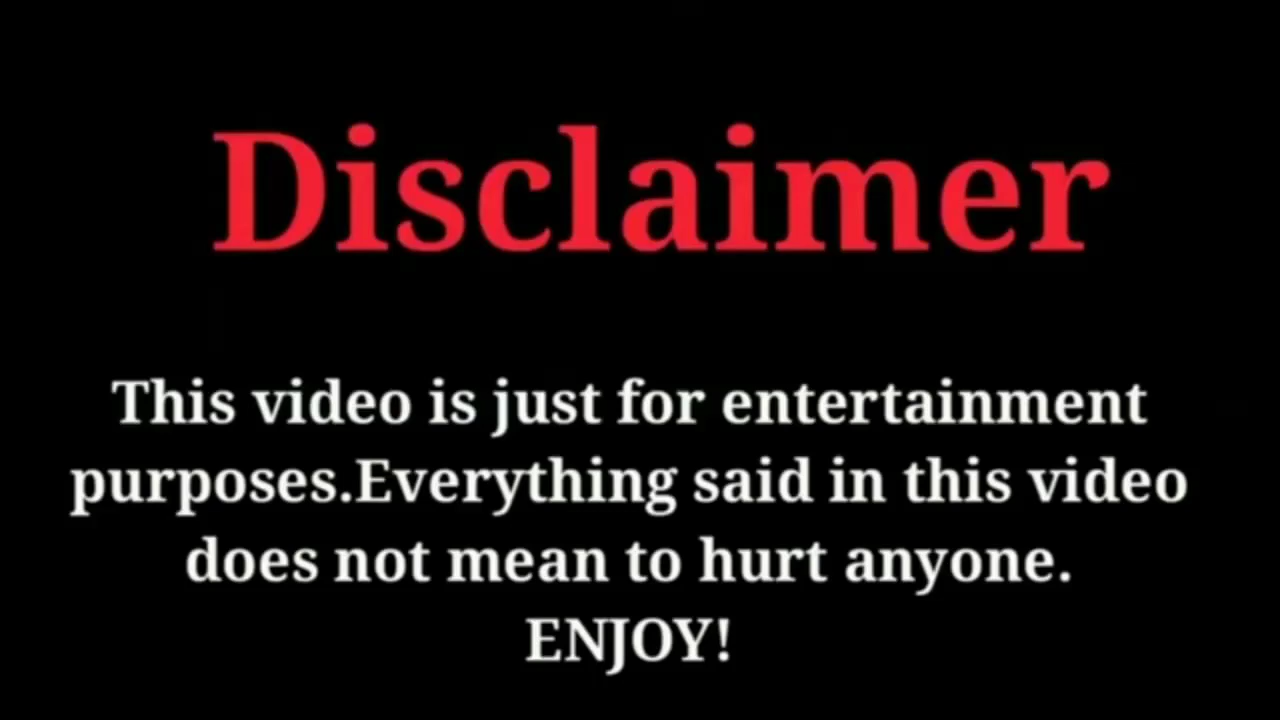 Disclaimer
This video is just for entertainment
purposes.Everything said in this video
does not mean to hurt anyone.
ENJOY!